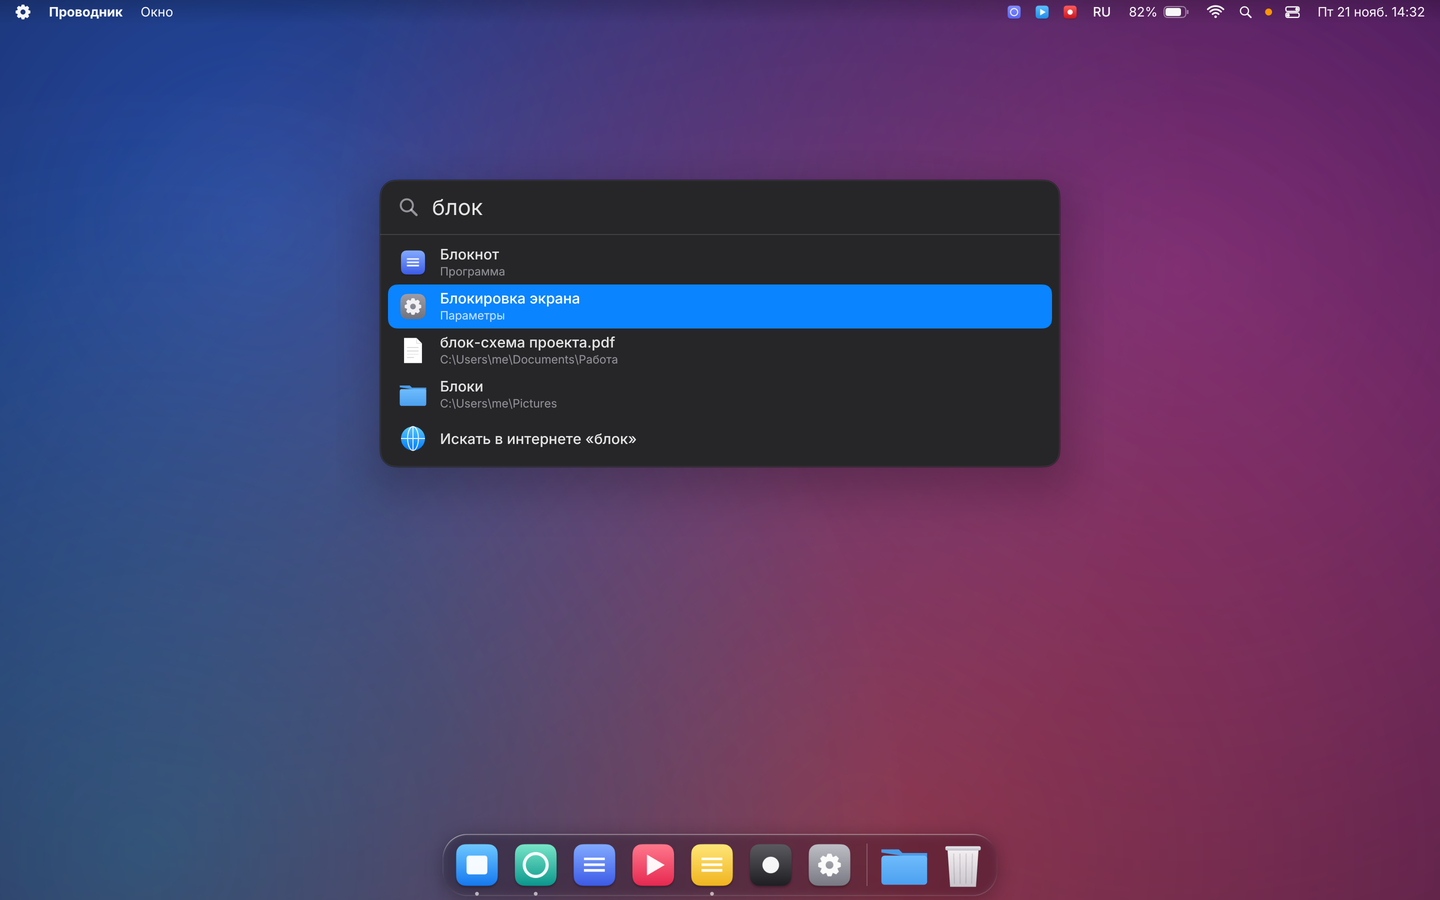 Проводник Окно RU 82% Пт 21 нояб. 14:32
блок
Блокнот
Программа
Блокировка экрана
Параметры
блок-схема проекта.pdf
C:\Users\me\Documents\Работа
Блоки
C:\Users\me\Pictures
Искать в интернете «блок»